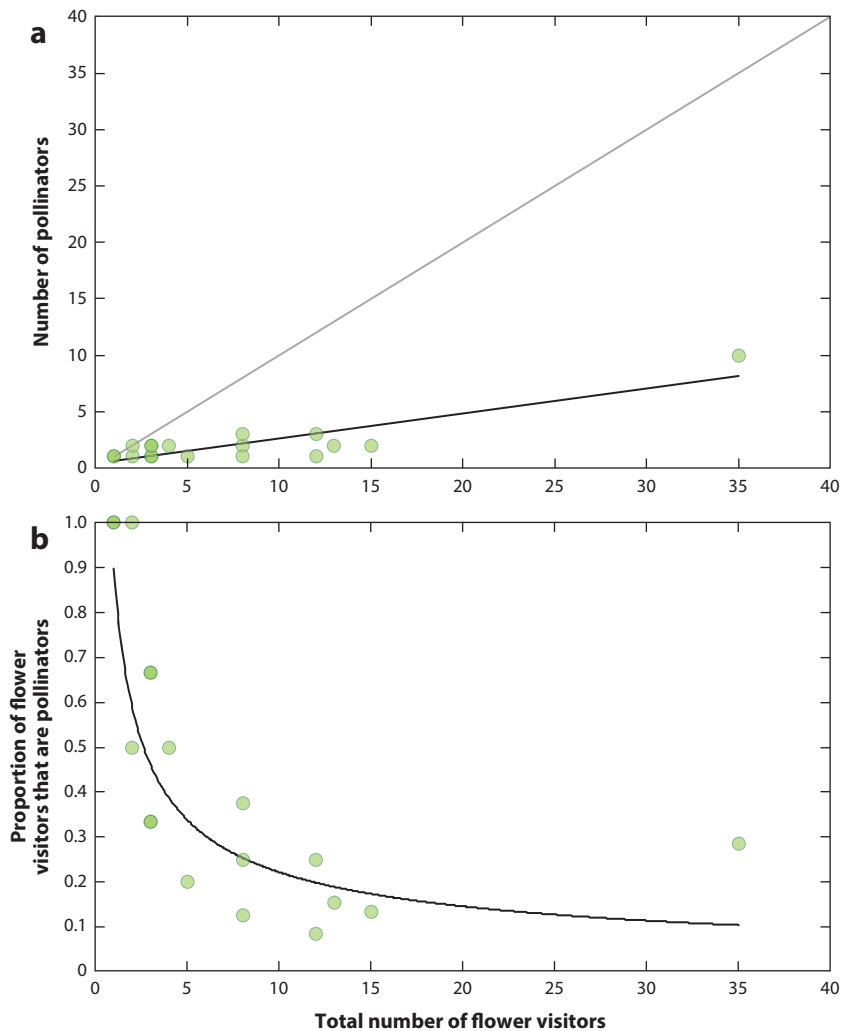 a
40
35
30
25
20
15
10
5
0
Number of pollinators
0 5 10 15 20 25 30 35 40
b
1.0
0.9
0.8
0.7
0.6
0.5
0.4
0.3
0.2
0.1
0
Proportion of flower
visitors that are pollinators
0 5 10 15 20 25 30 35 40
Total number of flower visitors